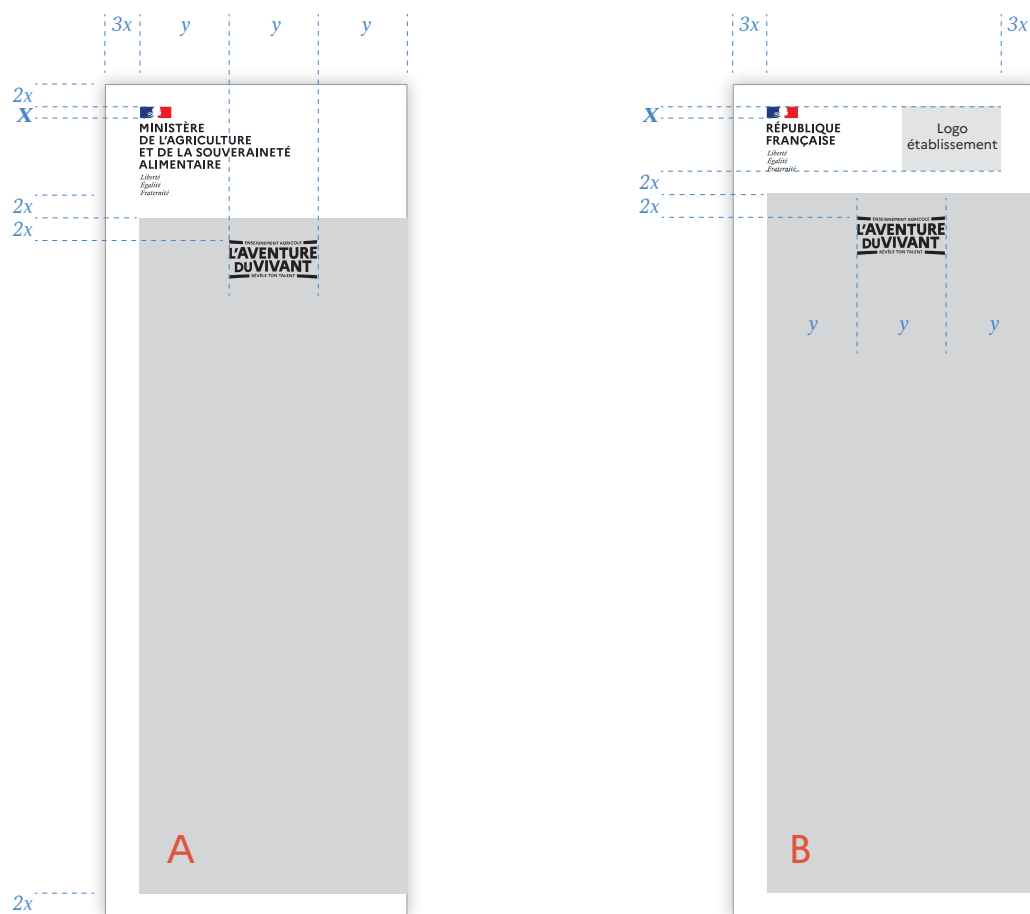 3x y y y
2x
X
MINISTÈRE
DE L'AGRICULTURE
ET DE LA SOUVERAINETÉ
ALIMENTAIRE
Liberté
Égalité
Fraternité
2x
2x
ENSEIGNEMENT AGRICOLE
L'AVENTURE
DU VIVANT
RÉVÈLE TON TALENT
A
2x
3x 3x
X
RÉPUBLIQUE
FRANÇAISE
Liberté
Égalité
Fraternité
Logo
établissement
2x
2x
ENSEIGNEMENT AGRICOLE
L'AVENTURE
DU VIVANT
RÉVÈLE TON TALENT
y y y
B